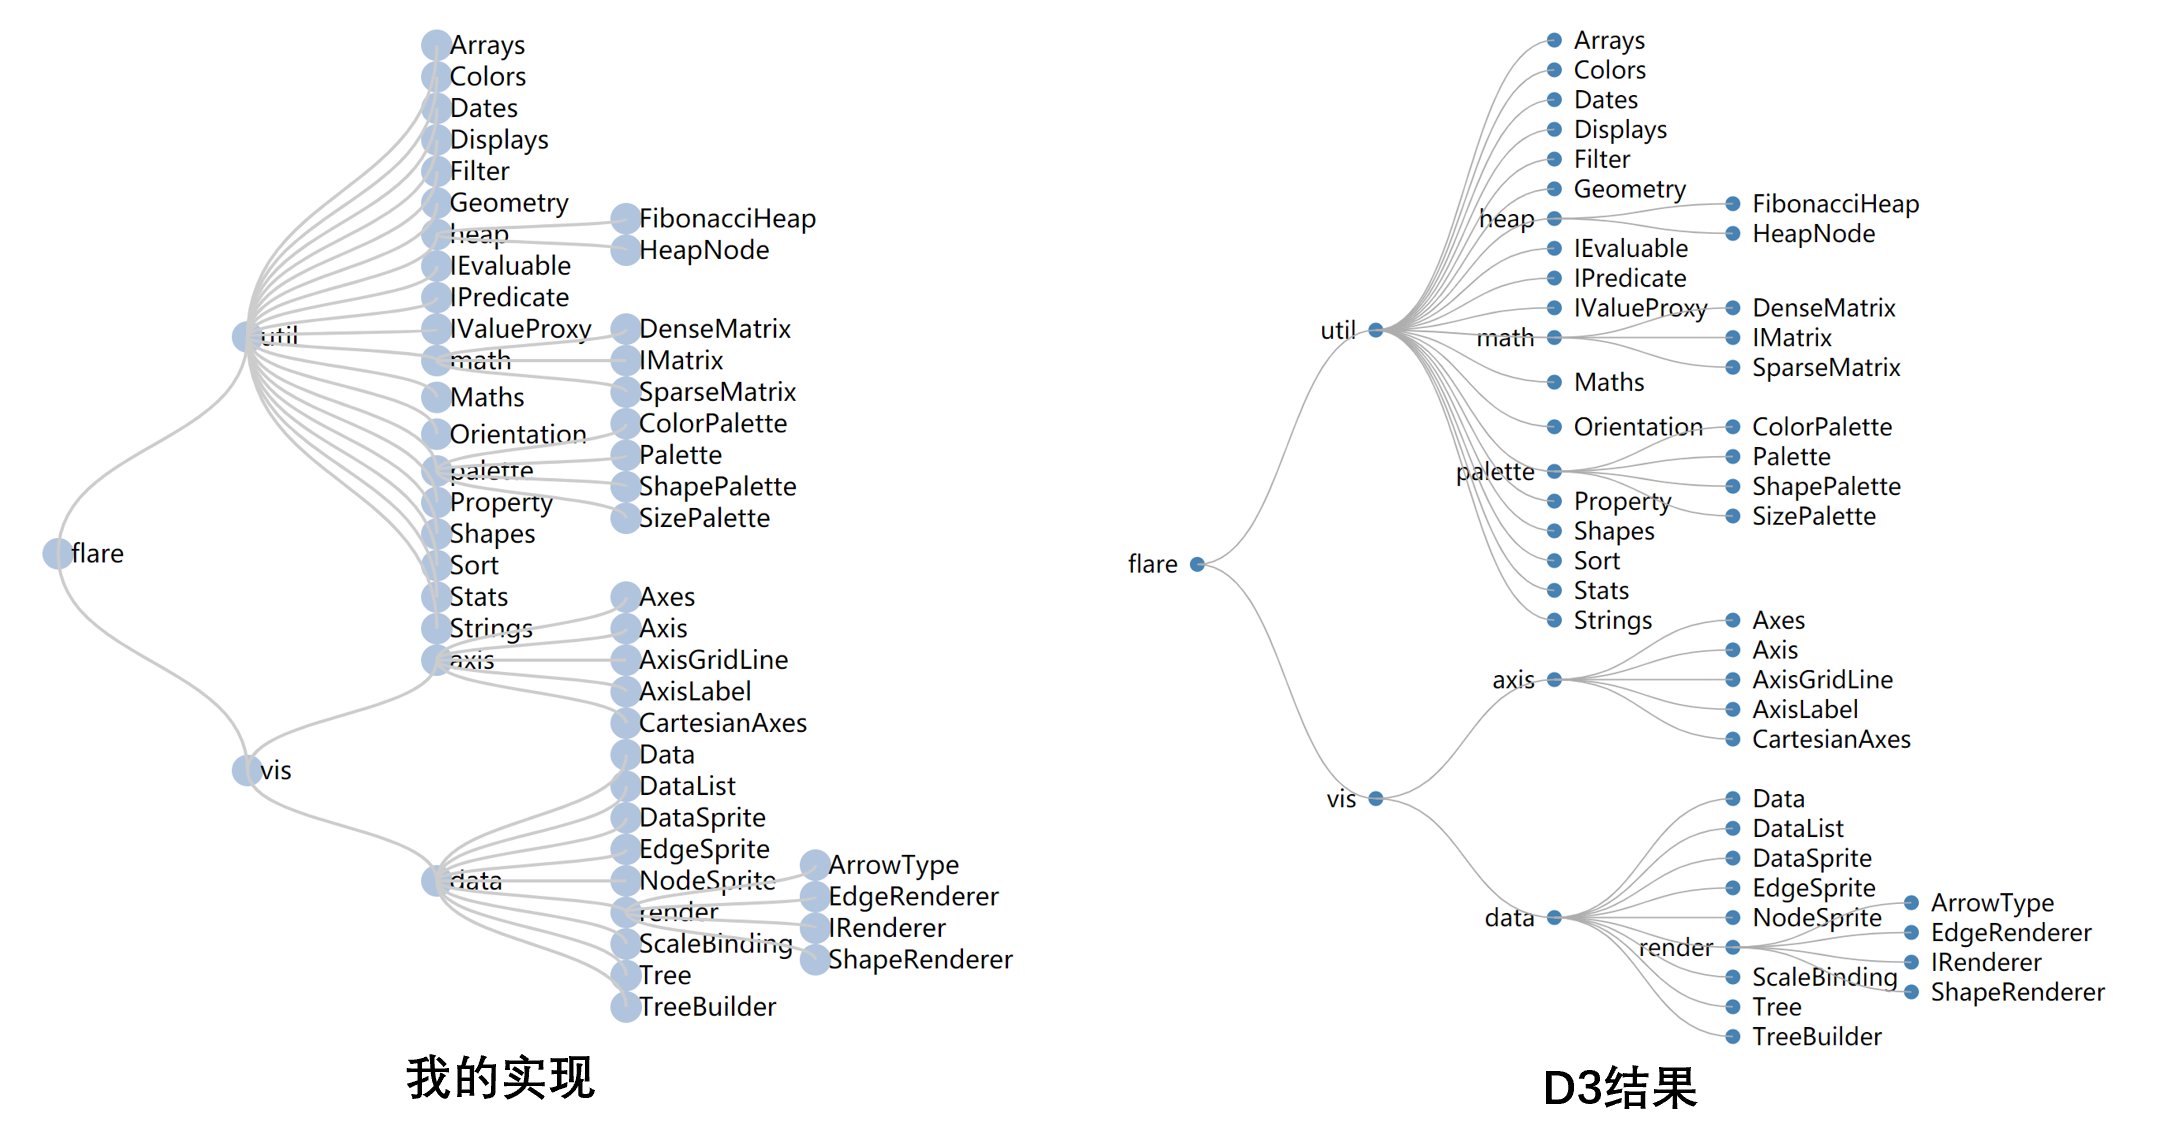 flare
util
Arrays
Colors
Dates
Displays
Filter
Geometry
heap
FibonacciHeap
HeapNode
IEvaluable
IPredicate
IValueProxy
math
DenseMatrix
IMatrix
SparseMatrix
Maths
Orientation
palette
ColorPalette
Palette
ShapePalette
SizePalette
Property
Shapes
Sort
Stats
Strings
vis
axis
Axes
Axis
AxisGridLine
AxisLabel
CartesianAxes
data
Data
DataList
DataSprite
EdgeSprite
NodeSprite
render
ArrowType
EdgeRenderer
IRenderer
ShapeRenderer
ScaleBinding
Tree
TreeBuilder
我的实现
flare
util
Arrays
Colors
Dates
Displays
Filter
Geometry
heap
FibonacciHeap
HeapNode
IEvaluable
IPredicate
IValueProxy
math
DenseMatrix
IMatrix
SparseMatrix
Maths
Orientation
palette
ColorPalette
Palette
ShapePalette
SizePalette
Property
Shapes
Sort
Stats
Strings
vis
axis
Axes
Axis
AxisGridLine
AxisLabel
CartesianAxes
data
Data
DataList
DataSprite
EdgeSprite
NodeSprite
render
ArrowType
EdgeRenderer
IRenderer
ShapeRenderer
ScaleBinding
Tree
TreeBuilder
D3结果